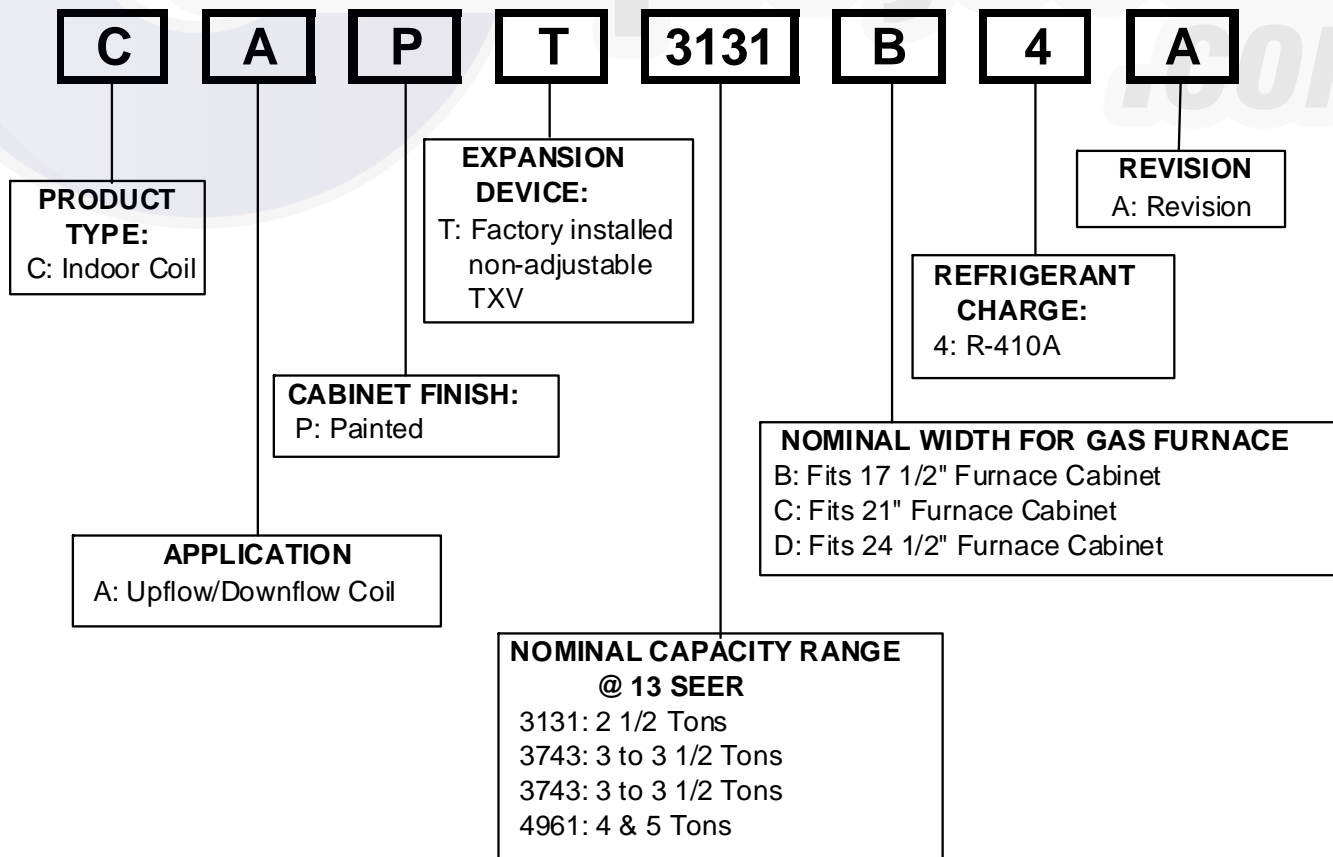 C A P T 3131 B 4 A
PRODUCT
TYPE:
C: Indoor Coil
EXPANSION
DEVICE:
T: Factory installed
non-adjustable
TXV
REVISION
A: Revision
REFRIGERANT
CHARGE:
4: R-410A
CABINET FINISH:
P: Painted
NOMINAL WIDTH FOR GAS FURNACE
B: Fits 17 1/2" Furnace Cabinet
C: Fits 21" Furnace Cabinet
D: Fits 24 1/2" Furnace Cabinet
APPLICATION
A: Upflow/Downflow Coil
NOMINAL CAPACITY RANGE
@ 13 SEER
3131: 2 1/2 Tons
3743: 3 to 3 1/2 Tons
3743: 3 to 3 1/2 Tons
4961: 4 & 5 Tons